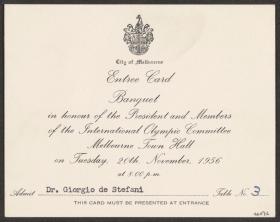 City of Melbourne
Entree Card
Banquet
in honour of the President and Members
of the International Olympic Committee
Melbourne Town Hall
on Tuesday, 20th. November, 1956
at 8.00 p.m.
Admit Dr. Giorgio de Stefani Table No. 3
THIS CARD MUST BE PRESENTED AT ENTRANCE